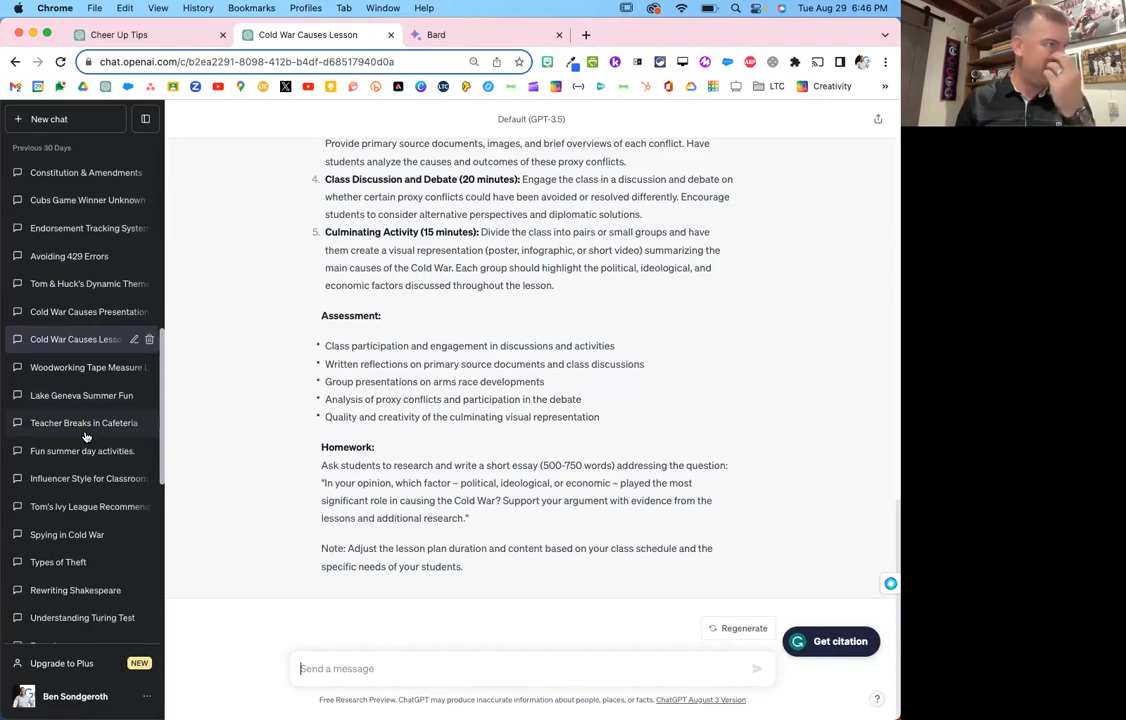 Chrome File Edit View History Bookmarks Profiles Tab Window Help Tue Aug 29 6:46 PM
Cheer Up Tips
Cold War Causes Lesson
Bard
chat.openai.com/c/b2ea2291-8098-412b-b4df-d68517940d0a
LTC
Creativity
New chat
Default (GPT-3.5)
Previous 30 Days
Constitution & Amendments
Cubs Game Winner Unknown
Endorsement Tracking System
Avoiding 429 Errors
Tom & Huck's Dynamic Them
Cold War Causes Presentation
Cold War Causes Lesso
Woodworking Tape Measure I
Lake Geneva Summer Fun
Teacher Breaks in Cafeteria
Fun summer day activities.
Influencer Style for Classroom
Tom's Ivy League Recommen
Spying in Cold War
Types of Theft
Rewriting Shakespeare
Understanding Turing Test
Upgrade to Plus NEW
Ben Sondgeroth
Provide primary source documents, images, and brief overviews of each conflict. Have
students analyze the causes and outcomes of these proxy conflicts.
4. Class Discussion and Debate (20 minutes): Engage the class in a discussion and debate on
whether certain proxy conflicts could have been avoided or resolved differently. Encourage
students to consider alternative perspectives and diplomatic solutions.
5. Culminating Activity (15 minutes): Divide the class into pairs or small groups and have
them create a visual representation (poster, infographic, or short video) summarizing the
main causes of the Cold War. Each group should highlight the political, ideological, and
economic factors discussed throughout the lesson.
Assessment:
• Class participation and engagement in discussions and activities
• Written reflections on primary source documents and class discussions
• Group presentations on arms race developments
• Analysis of proxy conflicts and participation in the debate
• Quality and creativity of the culminating visual representation
Homework:
Ask students to research and write a short essay (500-750 words) addressing the question:
"In your opinion, which factor – political, ideological, or economic – played the most
significant role in causing the Cold War? Support your argument with evidence from the
lessons and additional research."
Note: Adjust the lesson plan duration and content based on your class schedule and the
specific needs of your students.
Regenerate
Get citation
Send a message
Free Research Preview. ChatGPT may produce inaccurate information about people, places, or facts. ChatGPT August 3 Version
?